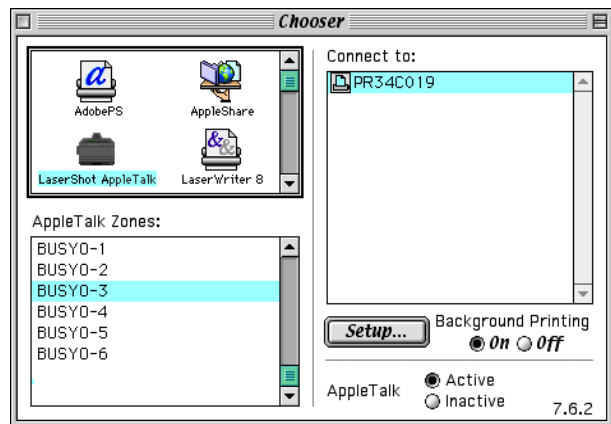 Chooser
AdobePS
AppleShare
LaserShot AppleTalk
LaserWriter 8
AppleTalk Zones:
BUSYO-1
BUSYO-2
BUSYO-3
BUSYO-4
BUSYO-5
BUSYO-6
Connect to:
PR34C019
Setup...
Background Printing
On Off
AppleTalk
Active
Inactive
7.6.2